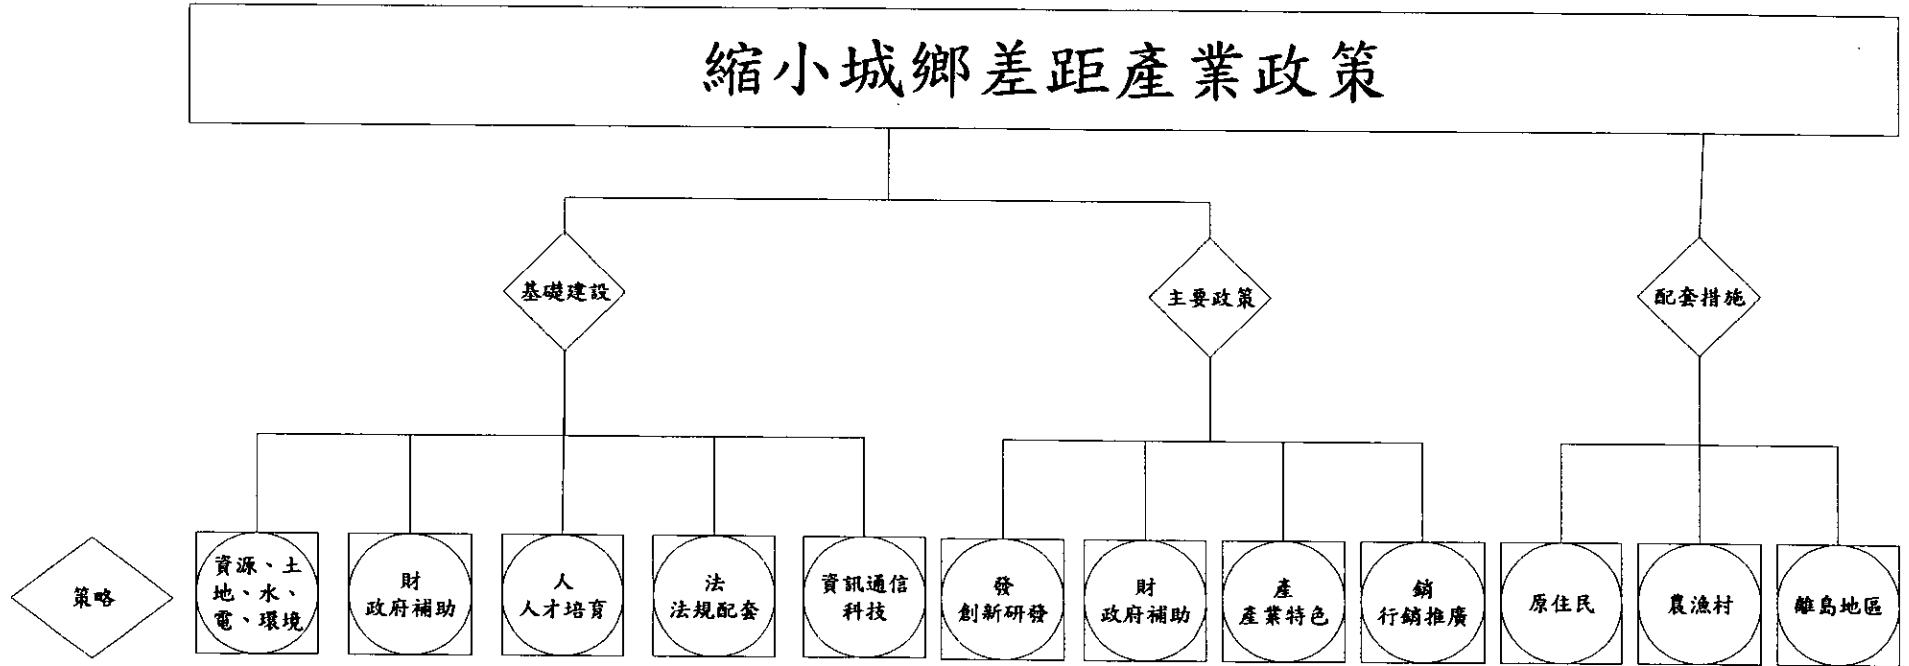 縮小城鄉差距產業政策
基礎建設
主要政策
配套措施
策略
資源、土
地、水、
電、環境
財
政府補助
人
人才培育
法
法規配套
資訊通信
科技
發
創新研發
財
政府補助
產
產業特色
銷
行銷推廣
原住民
農漁村
離島地區